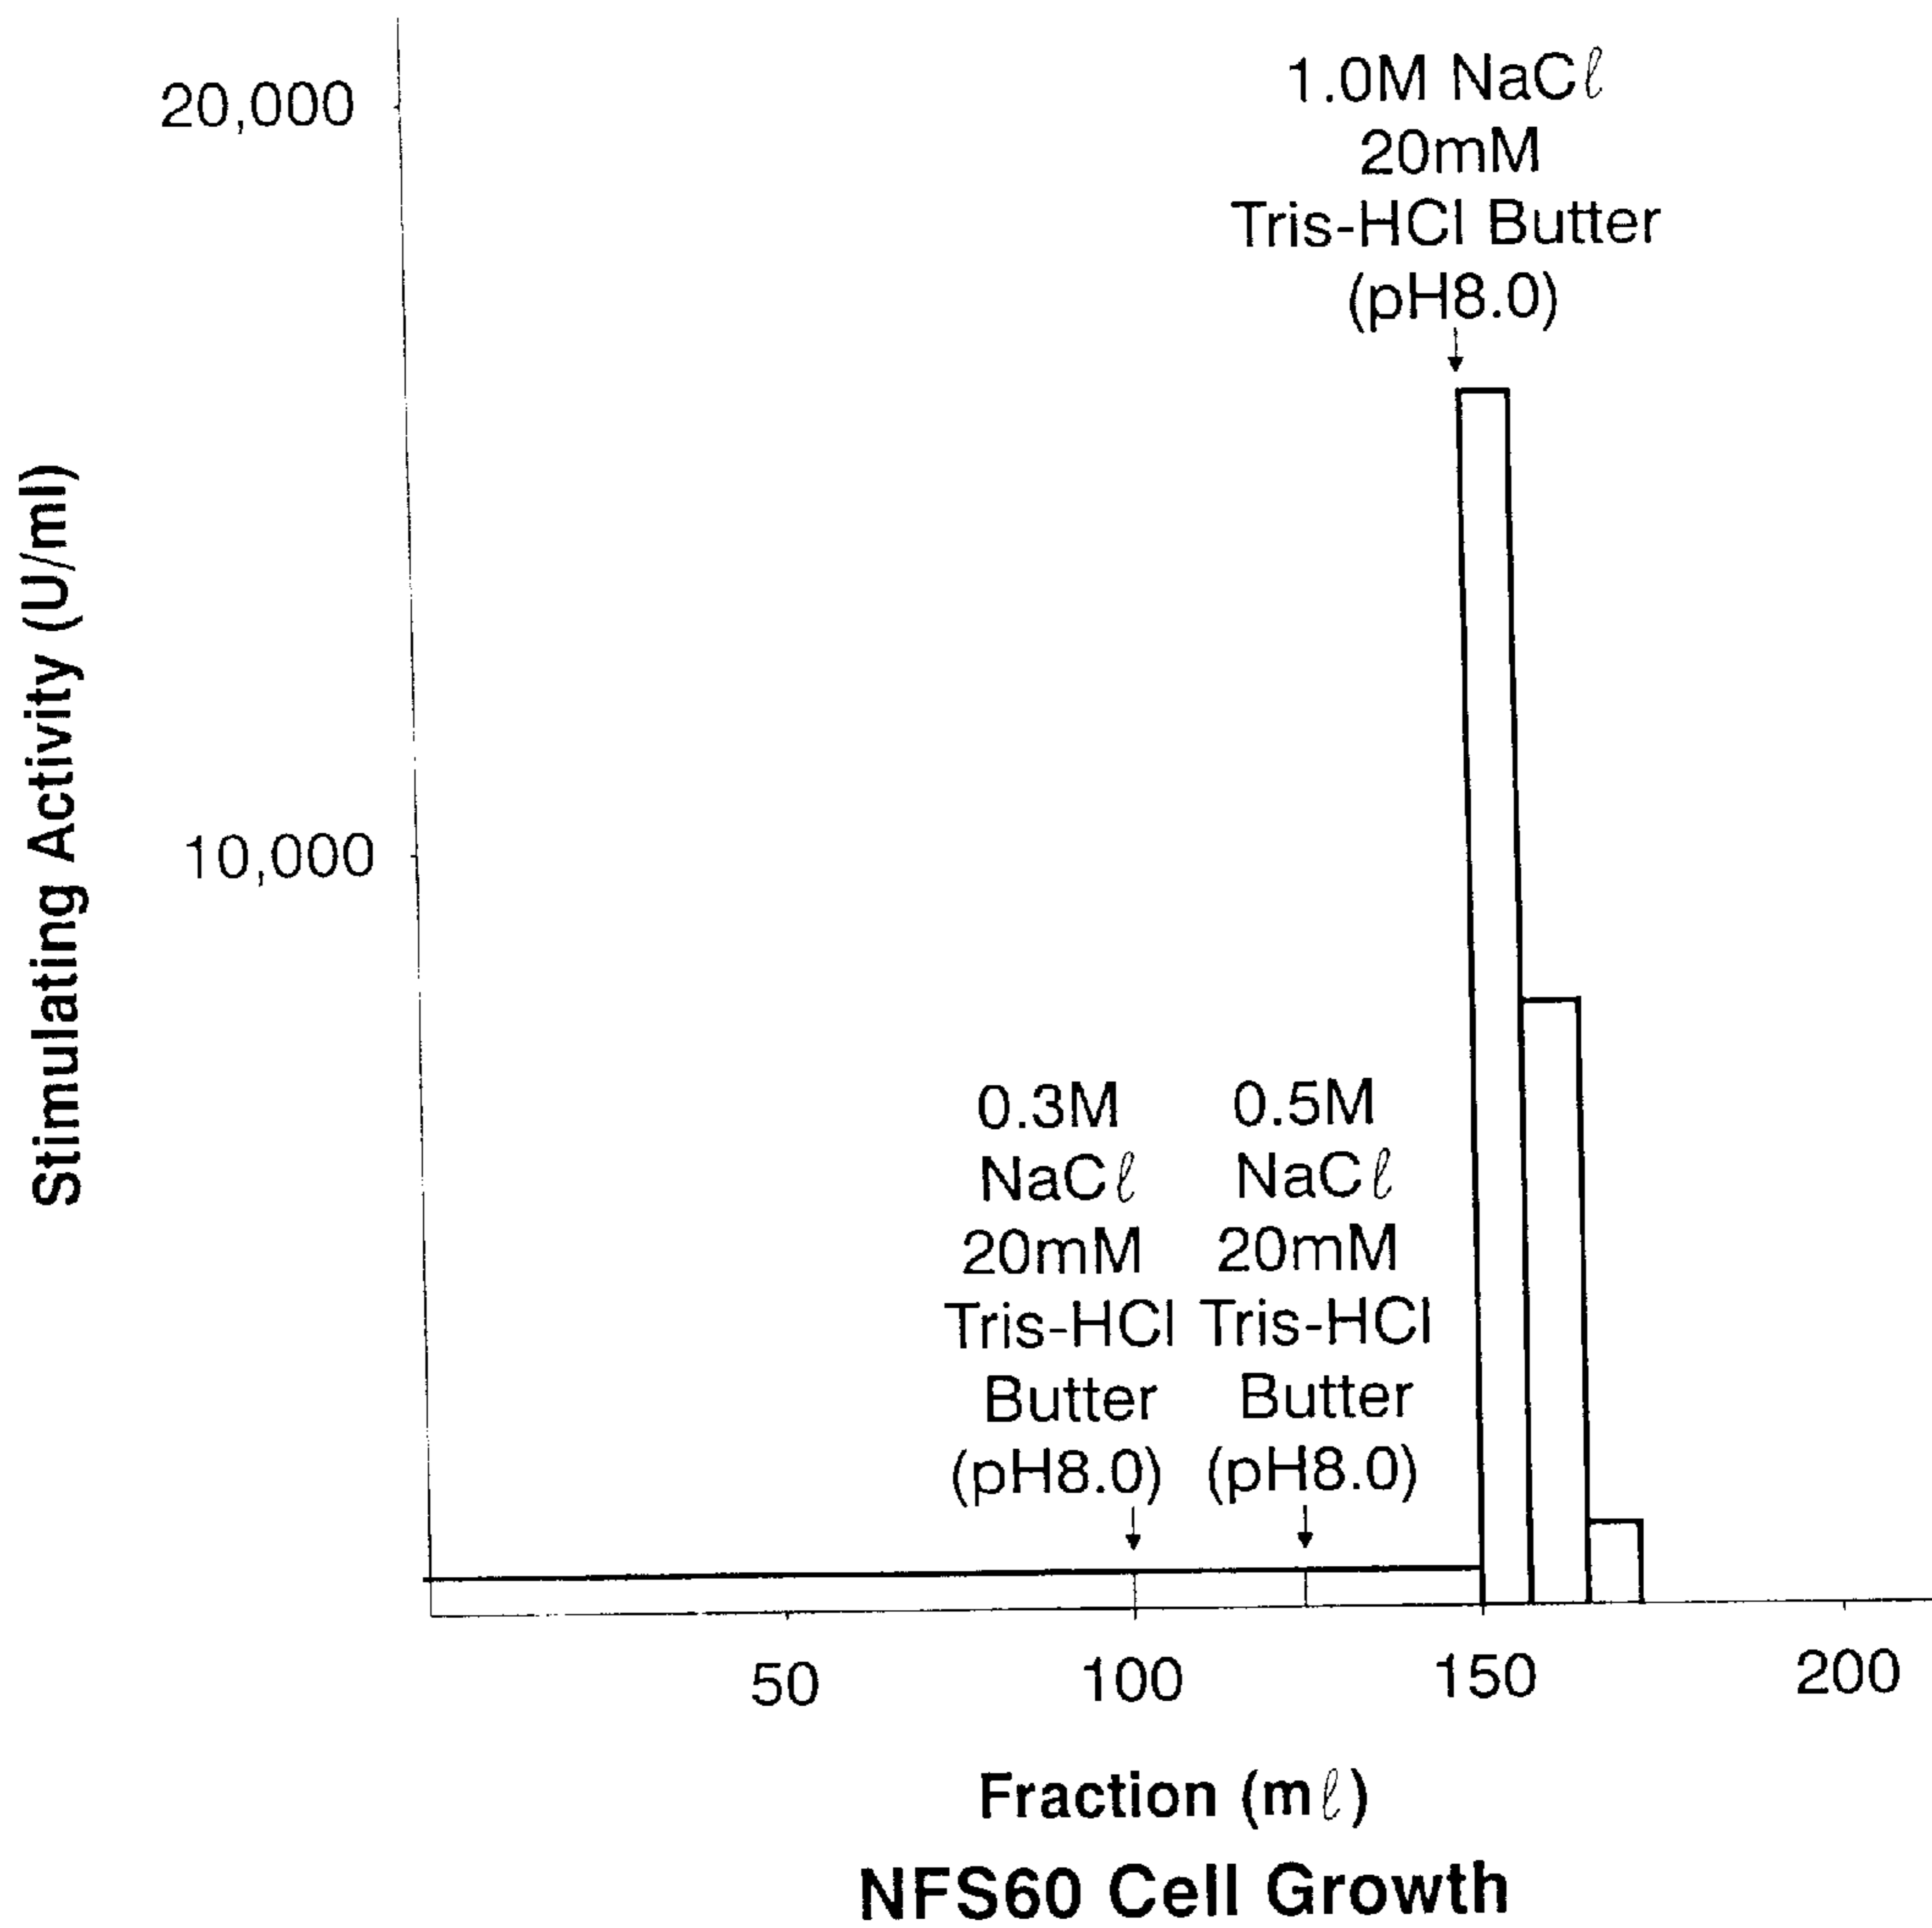 20,000
10,000
Stimulating Activity (U/ml)
1.0M NaCℓ
20mM
Tris-HCl Butter
(pH8.0)
0.3M
NaCℓ
20mM
Tris-HCl
Butter
(pH8.0)
0.5M
NaCℓ
20mM
Tris-HCl
Butter
(pH8.0)
50
100
150
200
Fraction (mℓ)
NFS60 Cell Growth